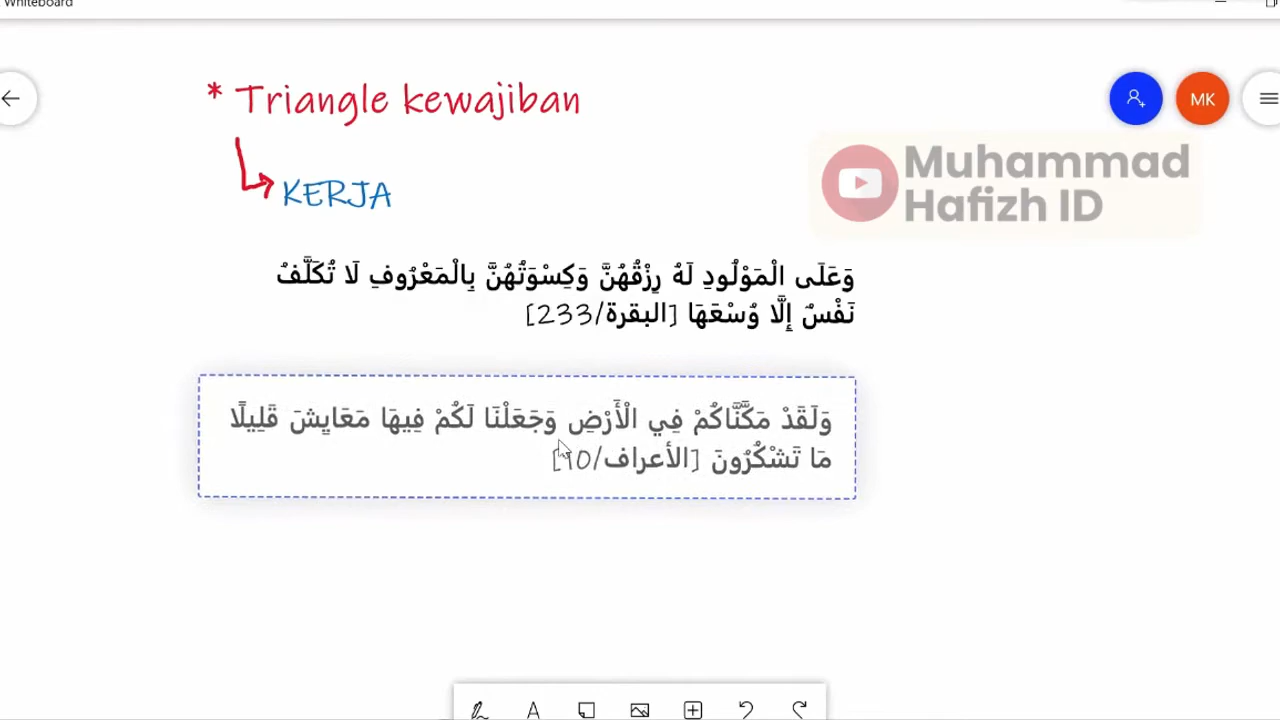 Whiteboard
* Triangle kewajiban
MK
Muhammad
Hafizh ID
KERJA
وَعَلَى الْمَوْلُودِ لَهُ رِزْقُهُنَّ وَكِسْوَتُهُنَّ بِالْمَعْرُوفِ لَا تُكَلَّفُ
نَفْسٌ إِلَّا وُسْعَهَا [البقرة/233]
وَلَقَدْ مَكَّنَّاكُمْ فِي الْأَرْضِ وَجَعَلْنَا لَكُمْ فِيهَا مَعَايِشَ قَلِيلًا
مَا تَشْكُرُونَ [الأعراف/10]
A